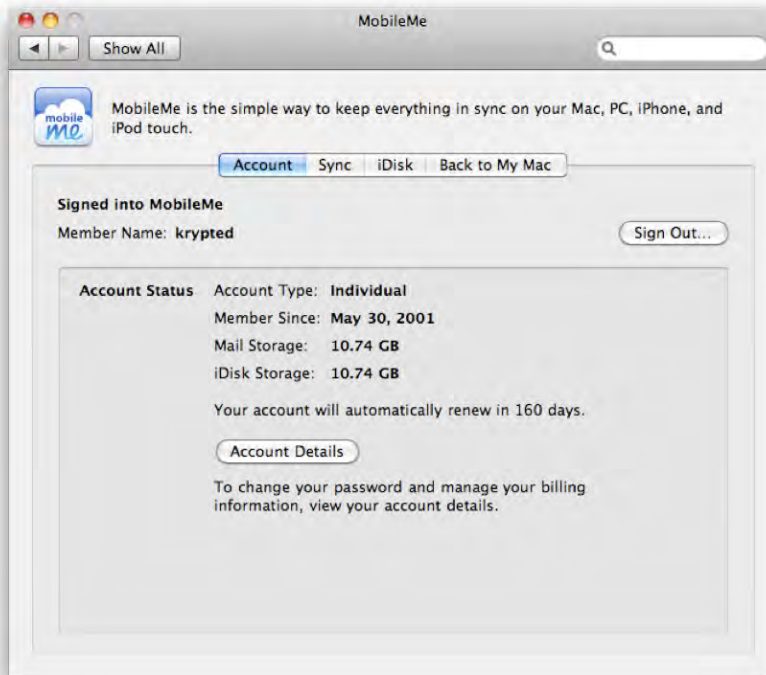 MobileMe
Show All
mobile
me
MobileMe is the simple way to keep everything in sync on your Mac, PC, iPhone, and
iPod touch.
Account Sync iDisk Back to My Mac
Signed into MobileMe
Member Name: krypted
Sign Out...
Account Status Account Type: Individual
Member Since: May 30, 2001
Mail Storage: 10.74 GB
iDisk Storage: 10.74 GB
Your account will automatically renew in 160 days.
Account Details
To change your password and manage your billing
information, view your account details.